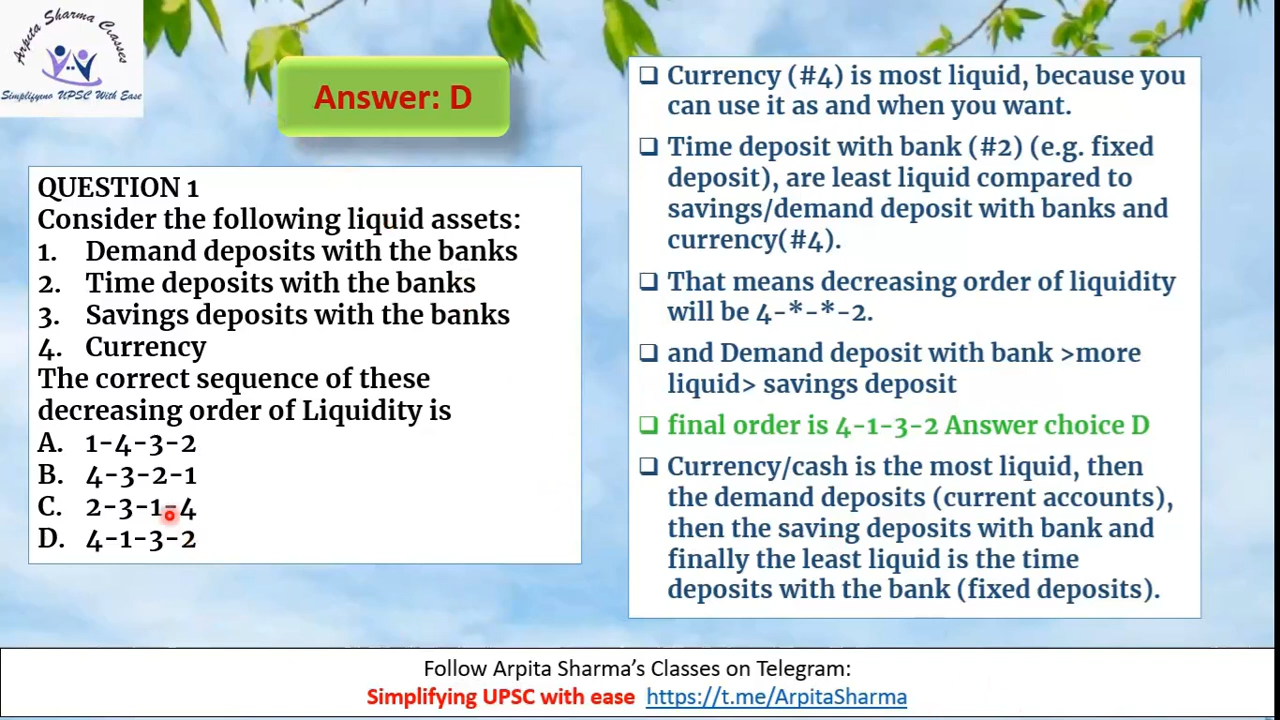 Arpita Sharma Classes
Simplifying UPSC With Ease
Answer: D
QUESTION 1
Consider the following liquid assets:
1. Demand deposits with the banks
2. Time deposits with the banks
3. Savings deposits with the banks
4. Currency
The correct sequence of these
decreasing order of Liquidity is
A. 1-4-3-2
B. 4-3-2-1
C. 2-3-1-4
D. 4-1-3-2
❑ Currency (#4) is most liquid, because you
can use it as and when you want.
❑ Time deposit with bank (#2) (e.g. fixed
deposit), are least liquid compared to
savings/demand deposit with banks and
currency(#4).
❑ That means decreasing order of liquidity
will be 4-*-*-2.
❑ and Demand deposit with bank >more
liquid> savings deposit
❑ final order is 4-1-3-2 Answer choice D
❑ Currency/cash is the most liquid, then
the demand deposits (current accounts),
then the saving deposits with bank and
finally the least liquid is the time
deposits with the bank (fixed deposits).
Follow Arpita Sharma's Classes on Telegram:
Simplifying UPSC with ease https://t.me/ArpitaSharma